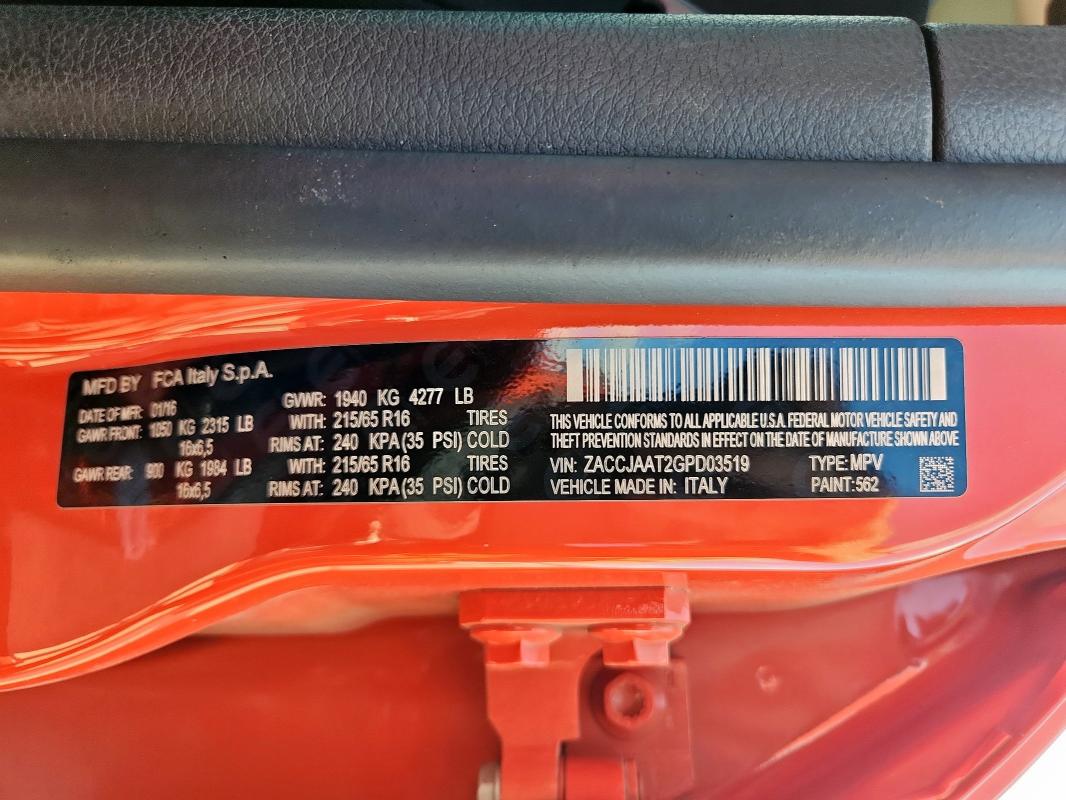 MFD BY FCA Italy S.p.A.
DATE OF MFR: 01/16 GVWR: 1940 KG 4277 LB
GAWR FRONT: 1050 KG 2315 LB WITH: 215/65 R16 TIRES
16x6,5 RIMS AT: 240 KPA (35 PSI) COLD
GAWR REAR: 900 KG 1984 LB WITH: 215/65 R16 TIRES
16x6,5 RIMS AT: 240 KPA (35 PSI) COLD
THIS VEHICLE CONFORMS TO ALL APPLICABLE U.S.A. FEDERAL MOTOR VEHICLE SAFETY AND
THEFT PREVENTION STANDARDS IN EFFECT ON THE DATE OF MANUFACTURE SHOWN ABOVE
VIN: ZACCJAAT2GPD03519 TYPE: MPV
VEHICLE MADE IN: ITALY PAINT: 562